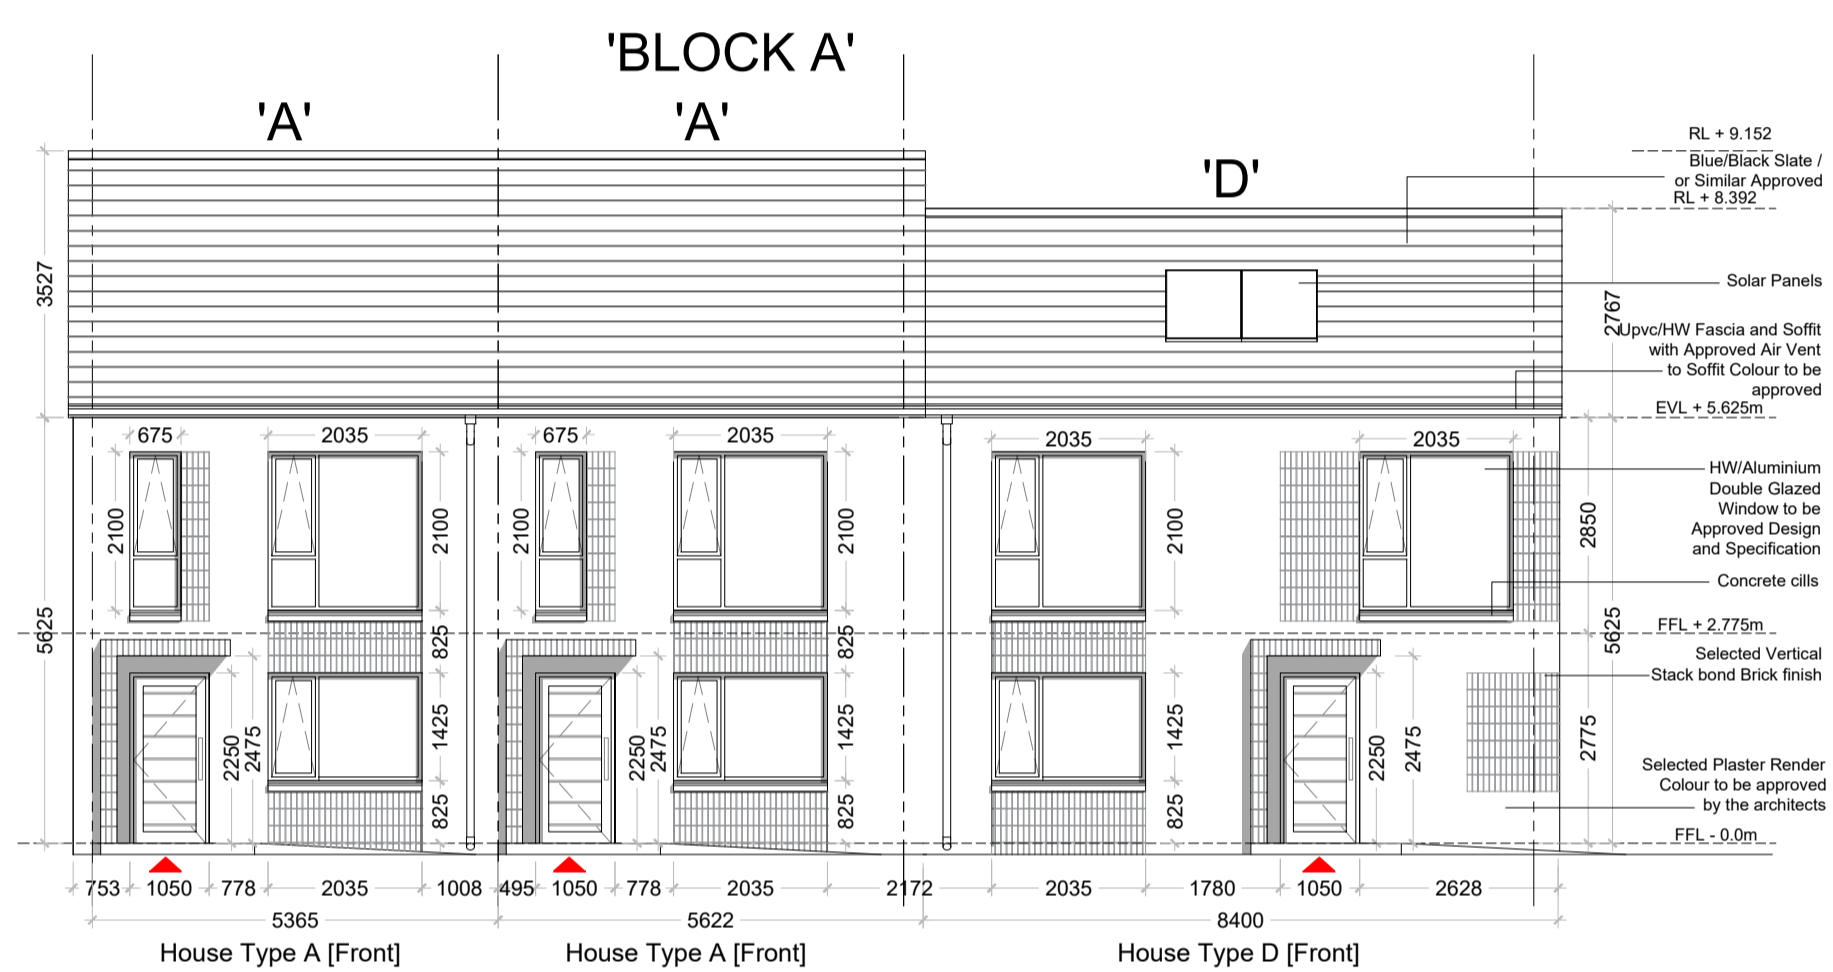 'BLOCK A'
'A'
'A'
'D'
RL + 9.152
Blue/Black Slate /
or Similar Approved
RL + 8.392
Solar Panels
3527
2767
Upvc/HW Fascia and Soffit
with Approved Air Vent
to Soffit Colour to be
approved
EVL + 5.625m
675
2035
675
2035
2035
2035
HW/Aluminium
Double Glazed
Window to be
Approved Design
and Specification
2100
2100
2100
2100
2100
2850
Concrete cills
5625
825
825
5625
FFL + 2.775m
Selected Vertical
Stack bond Brick finish
2250
2475
1425
2250
2475
1425
1425
2250
2475
2775
Selected Plaster Render
Colour to be approved
by the architects
825
825
825
FFL - 0.0m
753
1050
778
2035
1008
495
1050
778
2035
2172
2035
1780
1050
2628
5365
5622
8400
House Type A [Front]
House Type A [Front]
House Type D [Front]